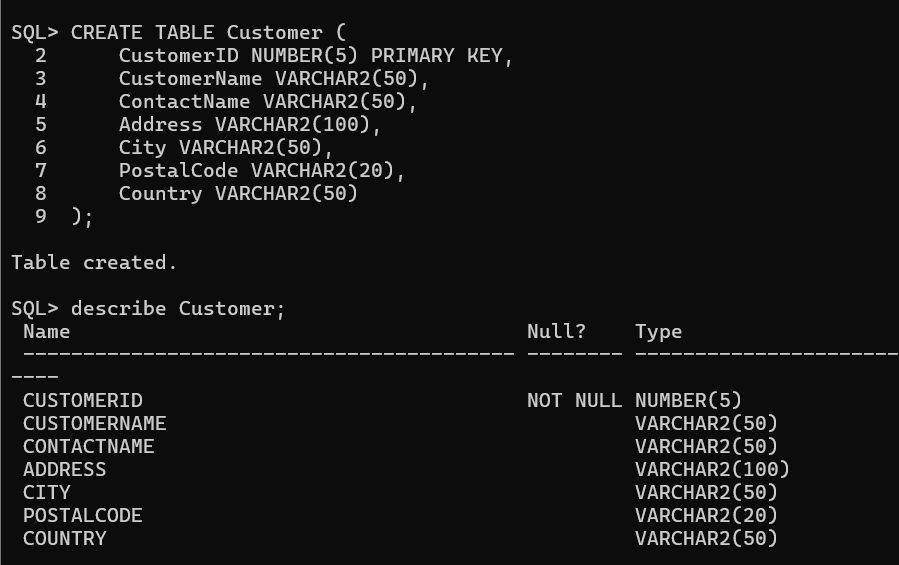 SQL> CREATE TABLE Customer (
  2      CustomerID NUMBER(5) PRIMARY KEY,
  3      CustomerName VARCHAR2(50),
  4      ContactName VARCHAR2(50),
  5      Address VARCHAR2(100),
  6      City VARCHAR2(50),
  7      PostalCode VARCHAR2(20),
  8      Country VARCHAR2(50)
  9  );
Table created.
SQL> describe Customer;
 Name                                      Null?    Type
 ----------------------------------------- -------- ----------------------
----
 CUSTOMERID                                NOT NULL NUMBER(5)
 CUSTOMERNAME                                       VARCHAR2(50)
 CONTACTNAME                                        VARCHAR2(50)
 ADDRESS                                            VARCHAR2(100)
 CITY                                               VARCHAR2(50)
 POSTALCODE                                         VARCHAR2(20)
 COUNTRY                                            VARCHAR2(50)